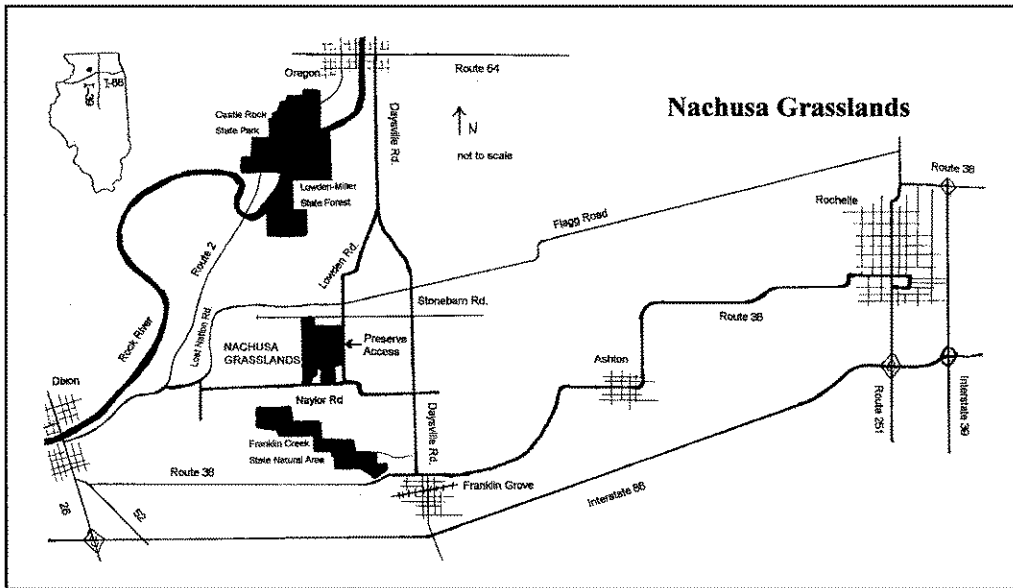 Nachusa Grasslands
I-88
I-39
Oregon
Route 64
Castle Rock
State Park
Daysville Rd.
N
not to scale
Lowden-Miller
State Forest
Route 38
Rochelle
Flagg Road
Route 2
Lowden Rd.
Stonebarn Rd.
Rock River
Lost Nation Rd.
NACHUSA
GRASSLANDS
Preserve
Access
Route 38
Ashton
Dixon
Naylor Rd
Daysville Rd.
Route 251
Interstate 39
Franklin Creek
State Natural Area
Route 38
Franklin Grove
Interstate 88
26
52